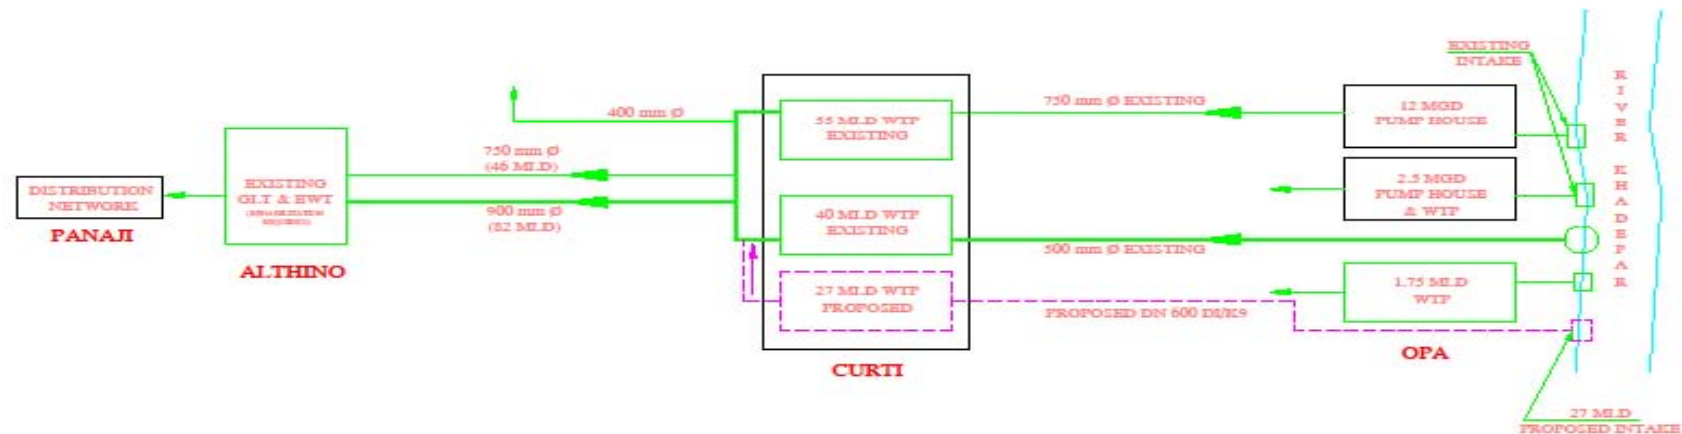 EXISTING
INTAKE
RIVER KHADEPAR
12 MGD
PUMP HOUSE
750 mm Ø EXISTING
55 MLD WTP
EXISTING
400 mm Ø
750 mm Ø
(46 MLD)
2.5 MGD
PUMP HOUSE
& WTP
DISTRIBUTION
NETWORK
PANAJI
EXISTING
GLT & EWT
900 mm Ø
(82 MLD)
ALTHINO
40 MLD WTP
EXISTING
500 mm Ø EXISTING
27 MLD WTP
PROPOSED
PROPOSED DN 600 DI/K9
1.75 MLD
WTP
CURTI
OPA
27 MLD
PROPOSED INTAKE